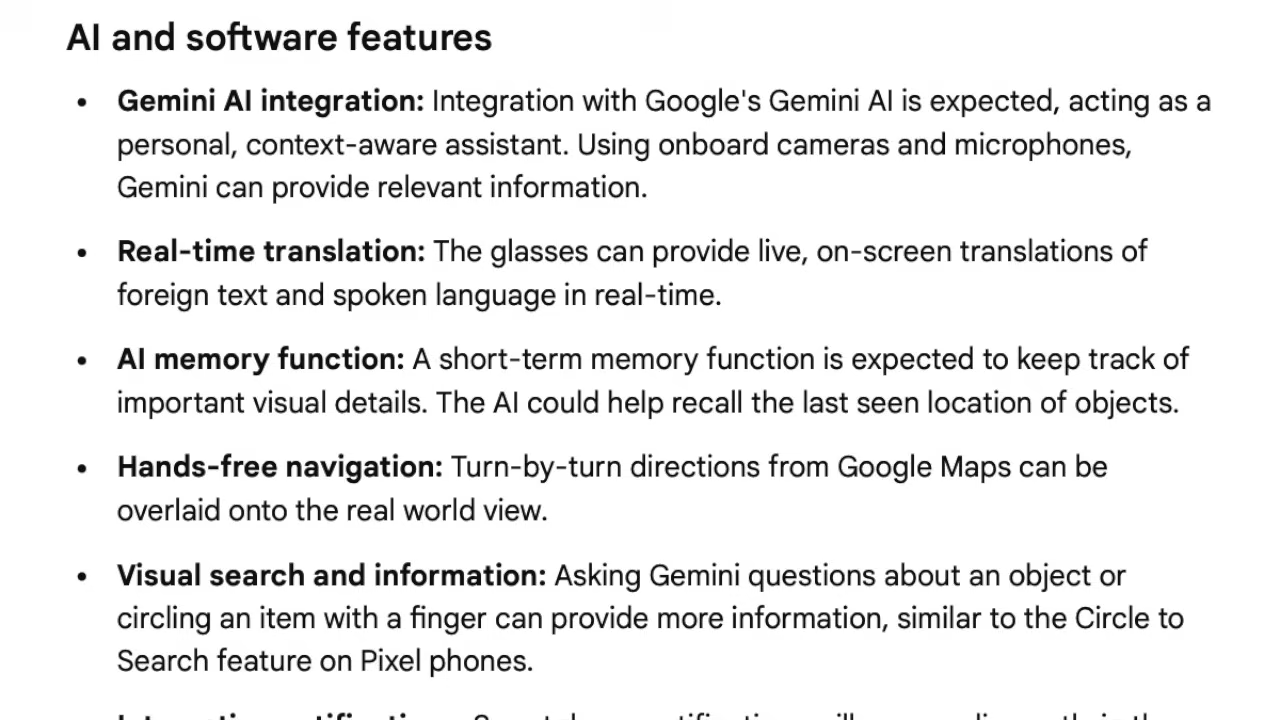 AI and software features
• Gemini AI integration: Integration with Google's Gemini AI is expected, acting as a
personal, context-aware assistant. Using onboard cameras and microphones,
Gemini can provide relevant information.
• Real-time translation: The glasses can provide live, on-screen translations of
foreign text and spoken language in real-time.
• AI memory function: A short-term memory function is expected to keep track of
important visual details. The AI could help recall the last seen location of objects.
• Hands-free navigation: Turn-by-turn directions from Google Maps can be
overlaid onto the real world view.
• Visual search and information: Asking Gemini questions about an object or
circling an item with a finger can provide more information, similar to the Circle to
Search feature on Pixel phones.